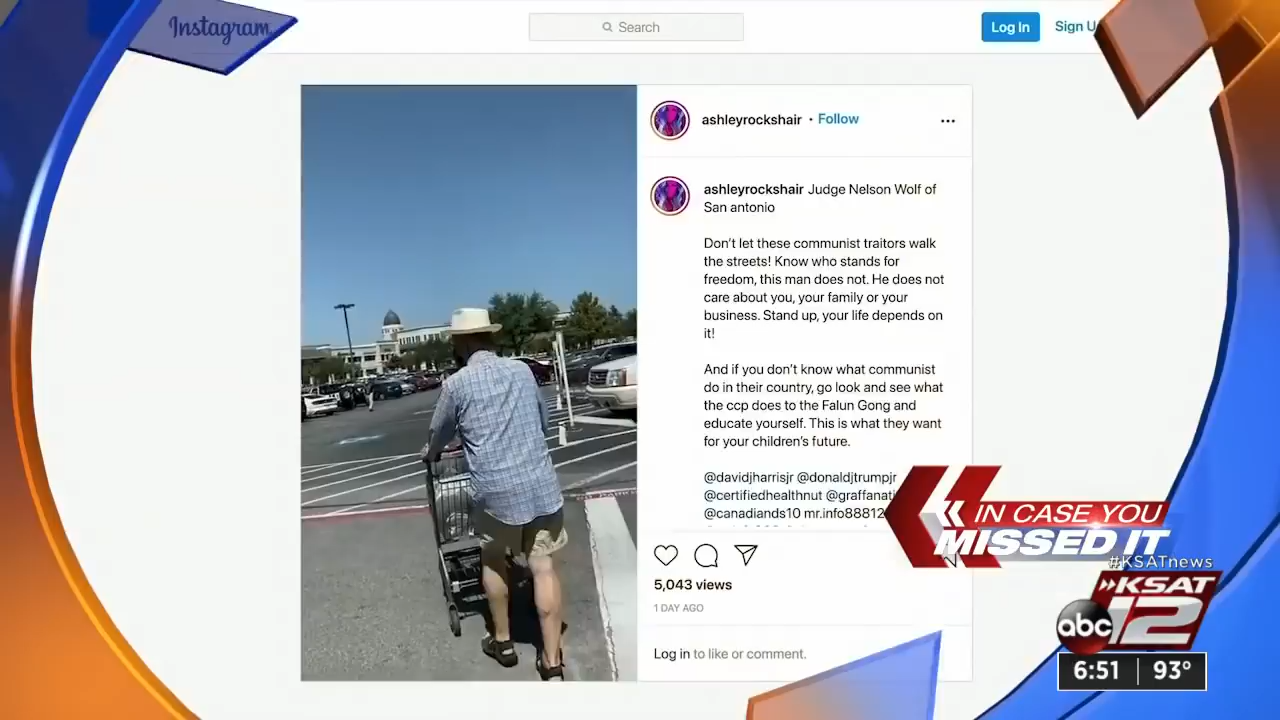 Instagram
Search
Log In
Sign U
ashleyrockshair • Follow
ashleyrockshair Judge Nelson Wolf of
San antonio
Don't let these communist traitors walk
the streets! Know who stands for
freedom, this man does not. He does not
care about you, your family or your
business. Stand up, your life depends on
it!
And if you don't know what communist
do in their country, go look and see what
the ccp does to the Falun Gong and
educate yourself. This is what they want
for your children's future.
@davidjharrisjr @donaldjtrumpjr
@certifiedhealthnut @graffanati
@canadiands10 mr.info88812
5,043 views
1 DAY AGO
Log in to like or comment.
IN CASE YOU
MISSED IT
#KSATnews
KSAT
abc 12
6:51 93°